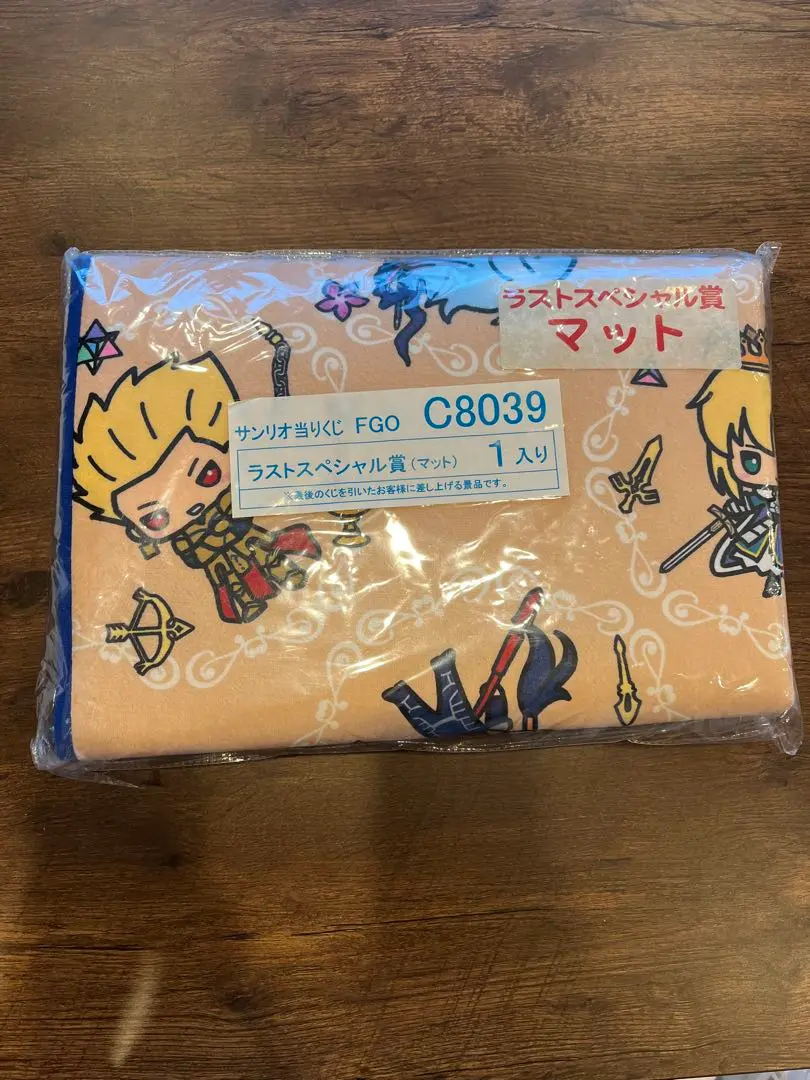 ラストスペシャル賞
マット
サンリオ当りくじ FGO C8039
ラストスペシャル賞(マット) 1入り
※最後のくじを引いたお客様に差し上げる景品です。